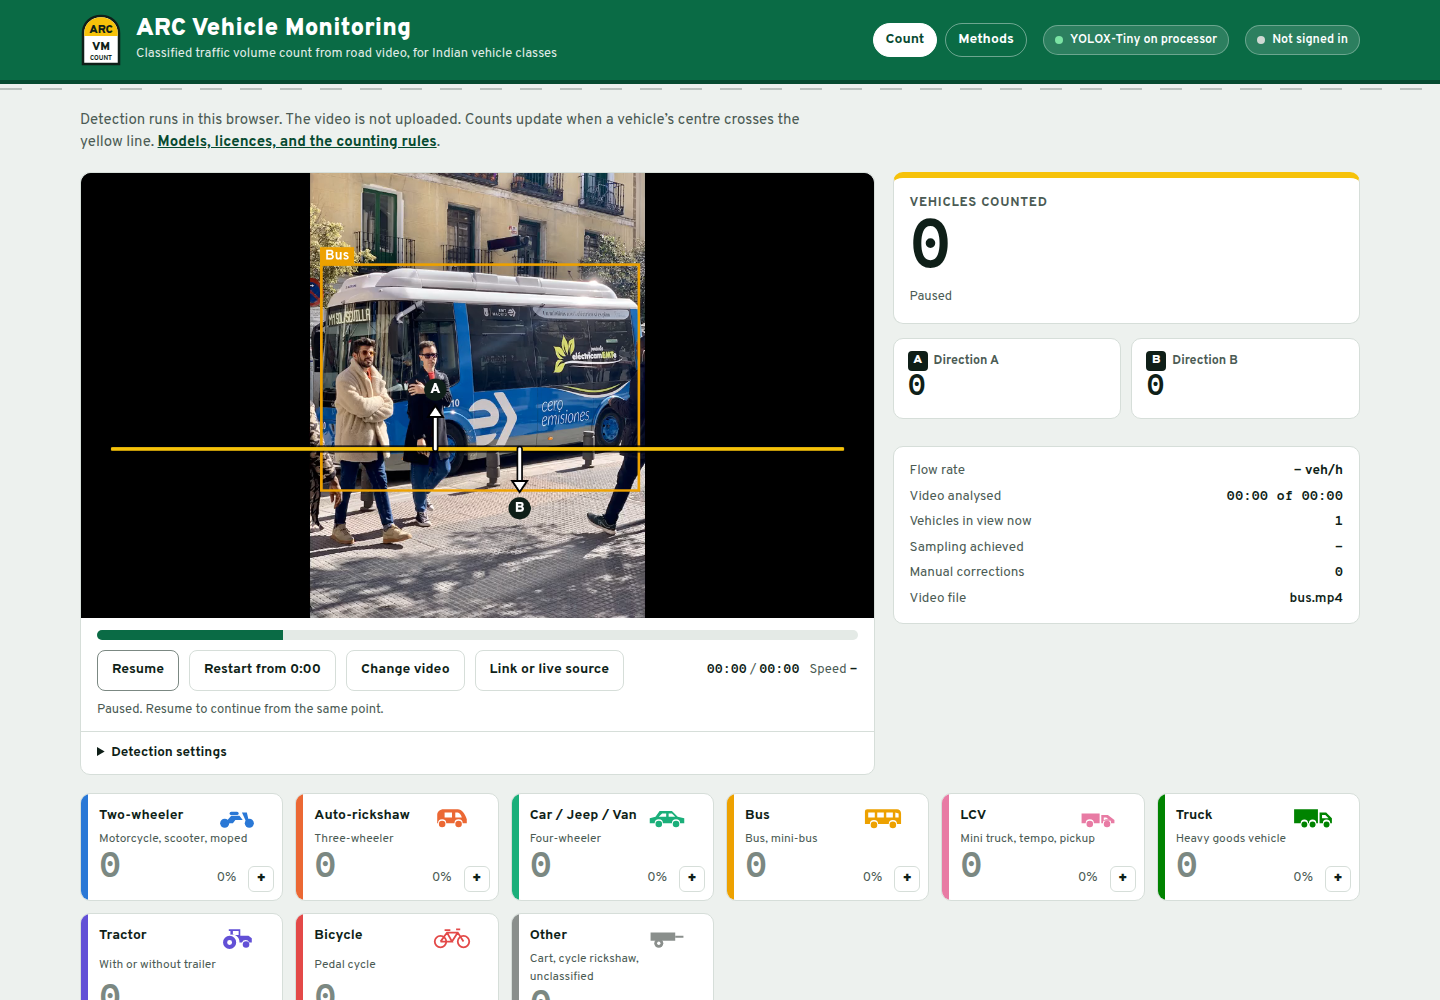 ARC
VM
COUNT
ARC Vehicle Monitoring
Classified traffic volume count from road video, for Indian vehicle classes
Count
Methods
YOLOX-Tiny on processor
Not signed in
Detection runs in this browser. The video is not uploaded. Counts update when a vehicle's centre crosses the
yellow line. Models, licences, and the counting rules.
Bus
A
cero
emisiones
B
Resume
Restart from 0:00
Change video
Link or live source
00:00 / 00:00
Speed –
Paused. Resume to continue from the same point.
▶ Detection settings
VEHICLES COUNTED
0
Paused
A Direction A
0
B Direction B
0
Flow rate – veh/h
Video analysed 00:00 of 00:00
Vehicles in view now 1
Sampling achieved –
Manual corrections 0
Video file bus.mp4
Two-wheeler
Motorcycle, scooter, moped
0 0% +
Auto-rickshaw
Three-wheeler
0 0% +
Car / Jeep / Van
Four-wheeler
0 0% +
Bus
Bus, mini-bus
0 0% +
LCV
Mini truck, tempo, pickup
0 0% +
Truck
Heavy goods vehicle
0 0% +
Tractor
With or without trailer
0
Bicycle
Pedal cycle
0
Other
Cart, cycle rickshaw,
unclassified
0